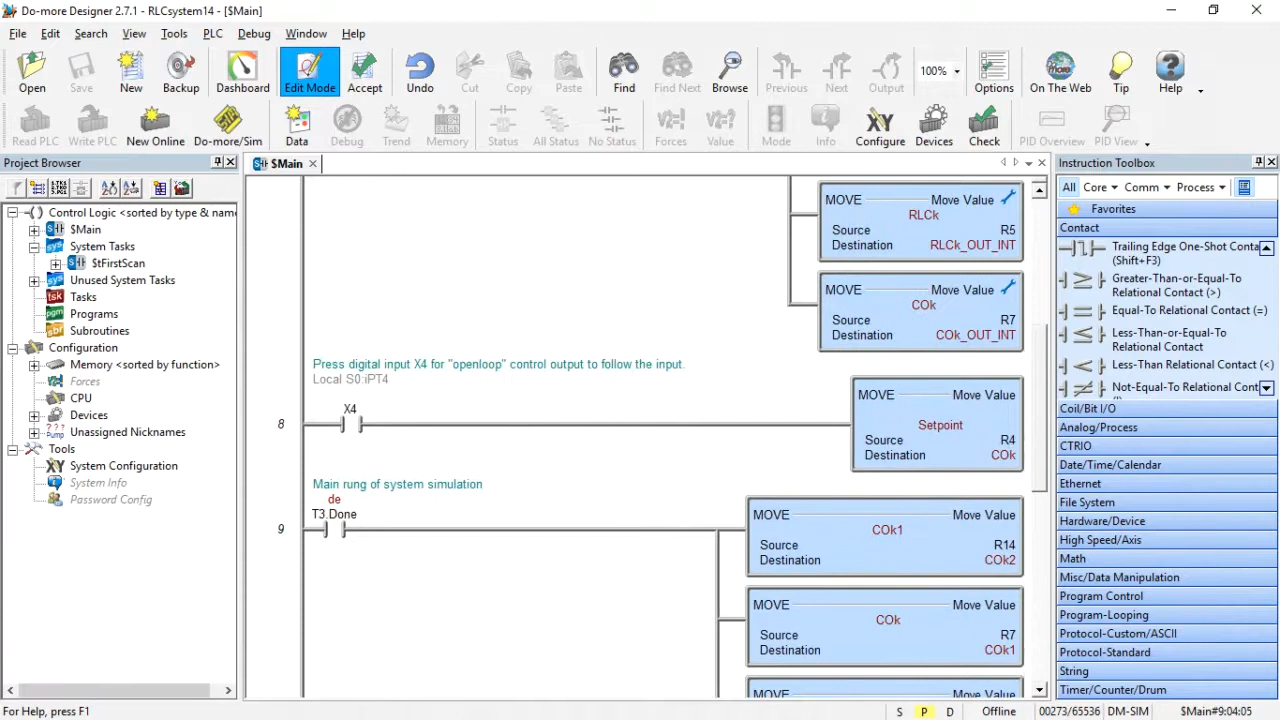 Do-more Designer 2.7.1 - RLCsystem14 - [$Main]
File Edit Search View Tools PLC Debug Window Help
Open Save New Backup Dashboard Edit Mode Accept Undo Cut Copy Paste Find Find Next Browse Previous Next Output 100% Options On The Web Tip Help
Read PLC Write PLC New Online Do-more/Sim Data Debug Trend Memory Status All Status No Status Forces Value Mode Info Configure Devices Check PID Overview PID View
Project Browser
$Main
Instruction Toolbox
All Core Comm Process
Control Logic <sorted by type & name
$Main
System Tasks
$tFirstScan
Unused System Tasks
Tasks
Programs
Subroutines
Configuration
Memory <sorted by function>
Forces
CPU
Devices
Unassigned Nicknames
Tools
System Configuration
System Info
Password Config
MOVE Move Value
RLCk
Source R5
Destination RLCk_OUT_INT
MOVE Move Value
COk
Source R7
Destination COk_OUT_INT
Press digital input X4 for "openloop" control output to follow the input.
Local S0:iPT4
X4
8
MOVE Move Value
Setpoint
Source R4
Destination COk
Main rung of system simulation
de
T3.Done
9
MOVE Move Value
COk1
Source R14
Destination COk2
MOVE Move Value
COk
Source R7
Destination COk1
MOVE Move Value
Favorites
Contact
Trailing Edge One-Shot Conta
(Shift+F3)
Greater-Than-or-Equal-To
Relational Contact (>)
Equal-To Relational Contact (=)
Less-Than-or-Equal-To
Relational Contact
Less-Than Relational Contact (<)
Not-Equal-To Relational Cont
Coil/Bit I/O
Analog/Process
CTRIO
Date/Time/Calendar
Ethernet
File System
Hardware/Device
High Speed/Axis
Math
Misc/Data Manipulation
Program Control
Program-Looping
Protocol-Custom/ASCII
Protocol-Standard
String
Timer/Counter/Drum
For Help, press F1
S P D Offline 00273/65536 DM-SIM $Main#9:04:05